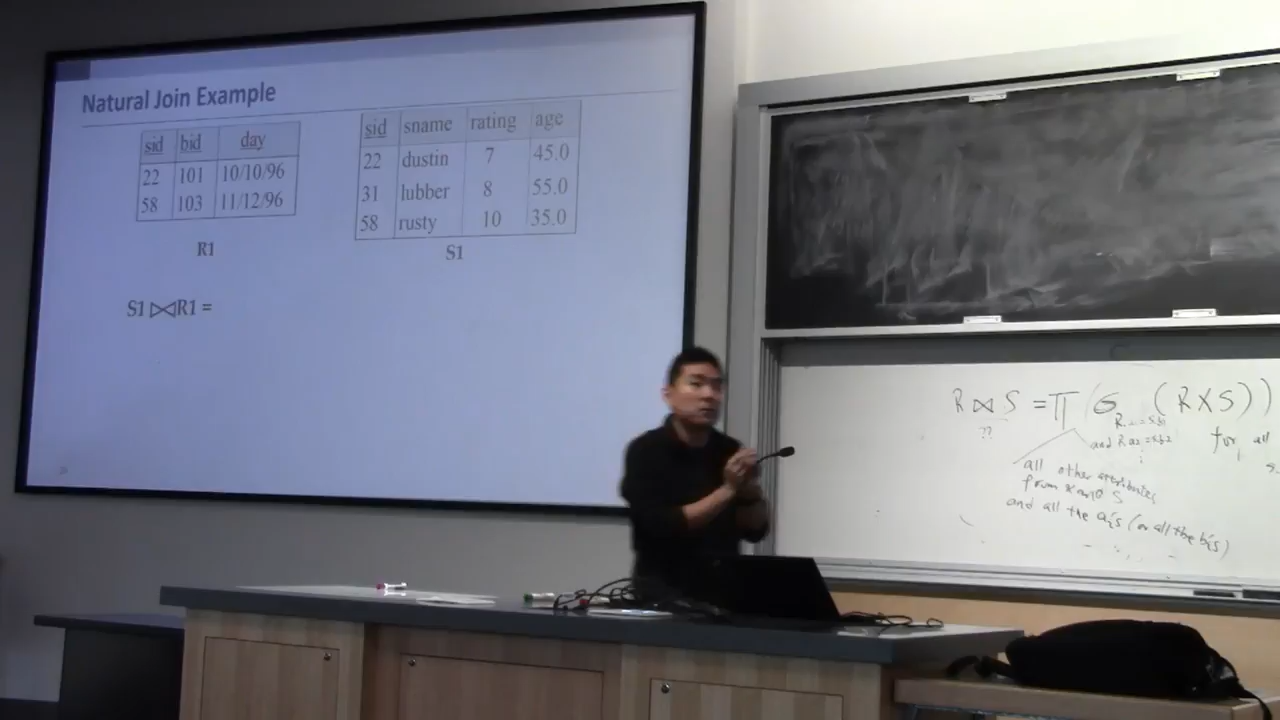 Natural Join Example
sid bid day
22 101 10/10/96
58 103 11/12/96
R1
sid sname rating age
22 dustin 7 45.0
31 lubber 8 55.0
58 rusty 10 35.0
S1
S1 ⋈ R1 =
R ⋈ S = π ( σ (R X S))
??
and
for all
all other attributes
from and S
and all the ai's (or all the bi's)